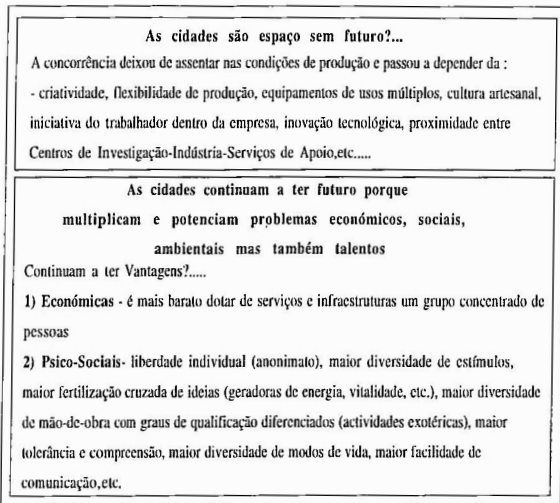 As cidades são espaço sem futuro?...
A concorrência deixou de assentar nas condições de produção e passou a depender da :
- criatividade, flexibilidade de produção, equipamentos de usos múltiplos, cultura artesanal,
iniciativa do trabalhador dentro da empresa, inovação tecnológica, proximidade entre
Centros de Investigação-Indústria-Serviços de Apoio,etc.....
As cidades continuam a ter futuro porque
multiplicam e potenciam problemas económicos, sociais,
ambientais mas também talentos
Continuam a ter Vantagens?.....
1) Económicas - é mais barato dotar de serviços e infraestruturas um grupo concentrado de
pessoas
2) Psico-Sociais- liberdade individual (anonimato), maior diversidade de estímulos,
maior fertilização cruzada de ideias (geradoras de energia, vitalidade, etc.), maior diversidade
de mão-de-obra com graus de qualificação diferenciados (actividades exotéricas), maior
tolerância e compreensão, maior diversidade de modos de vida, maior facilidade de
comunicação,etc.